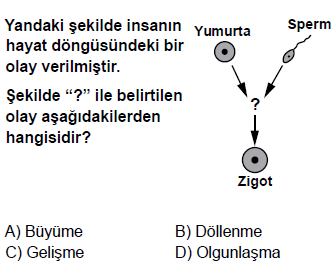 Yandaki şekilde insanın
hayat döngüsündeki bir
olay verilmiştir.
Şekilde “?” ile belirtilen
olay aşağıdakilerden
hangisidir?
Yumurta
Sperm
?
Zigot
A) Büyüme
B) Döllenme
C) Gelişme
D) Olgunlaşma